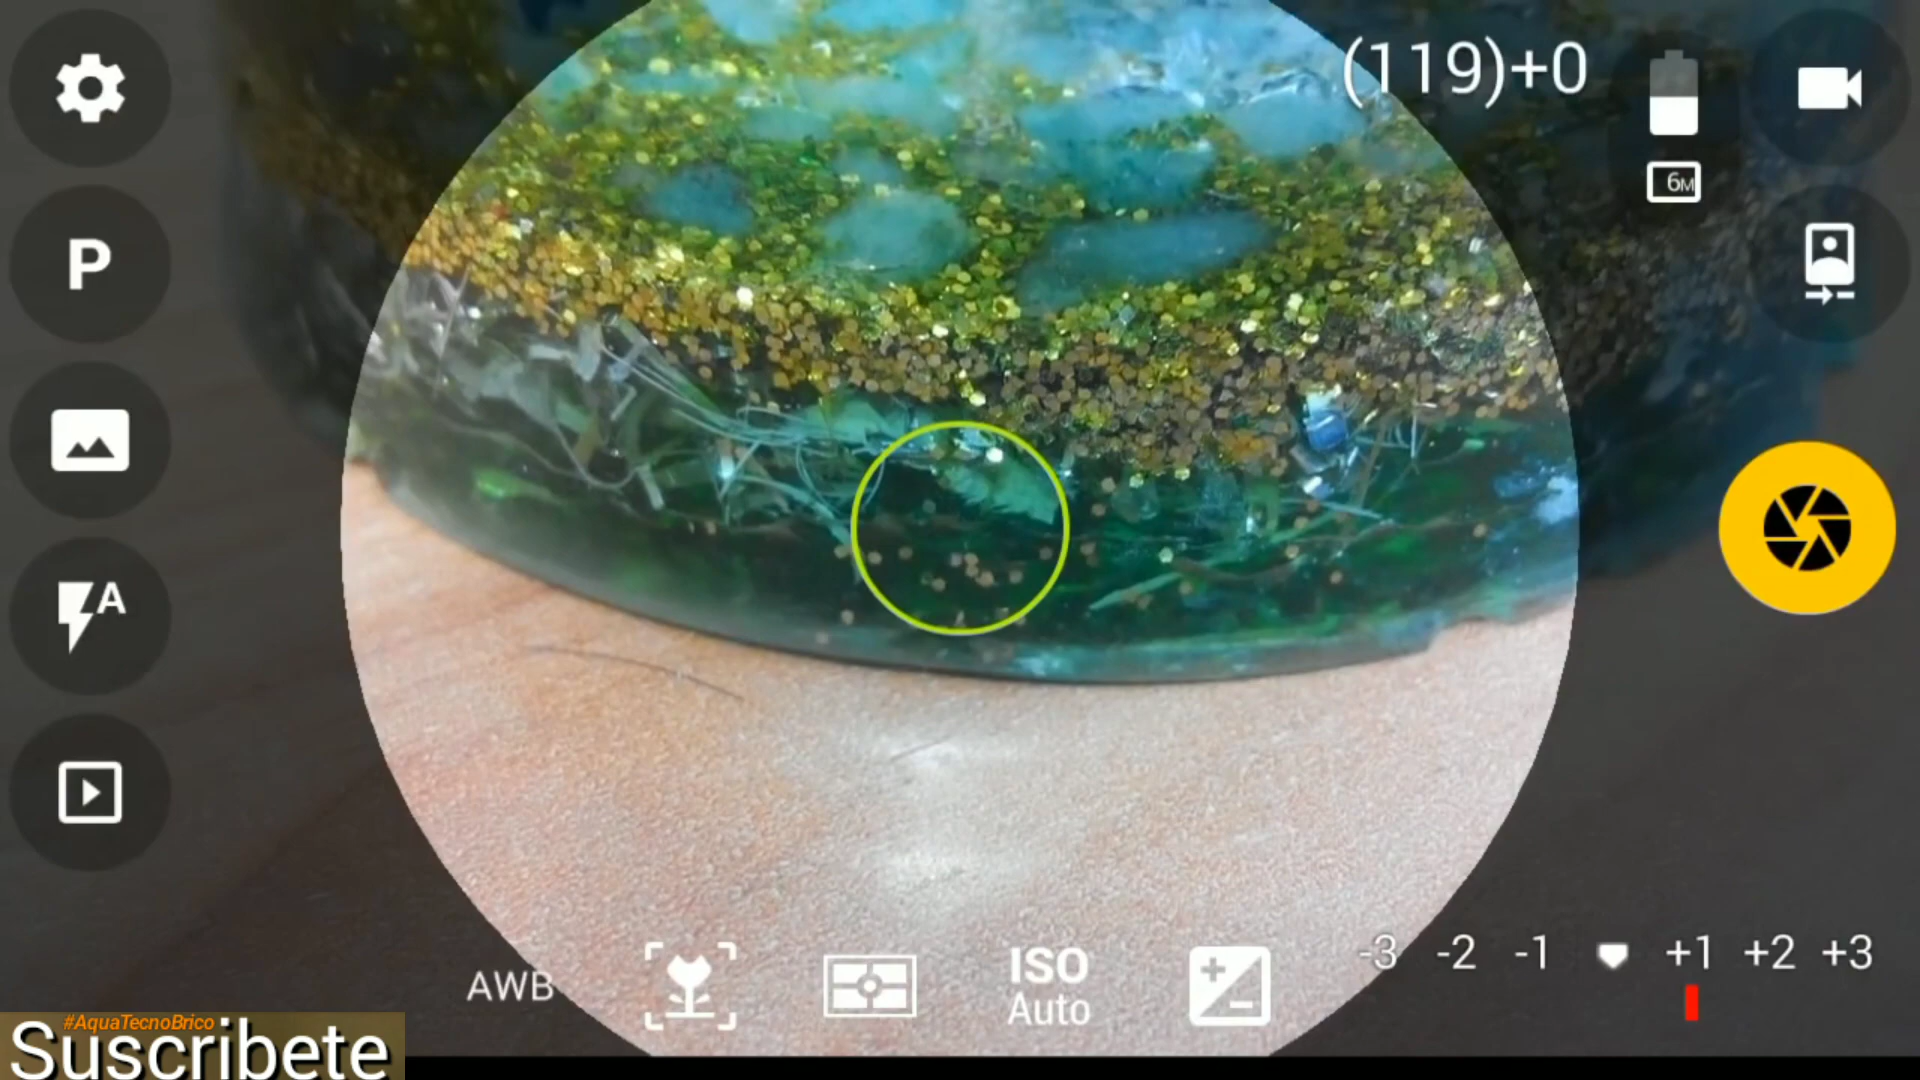 (119)+0
6M
P
A
-3 -2 -1 +1 +2 +3
AWB
ISO
Auto
#AquaTecnoBrico
Suscribete